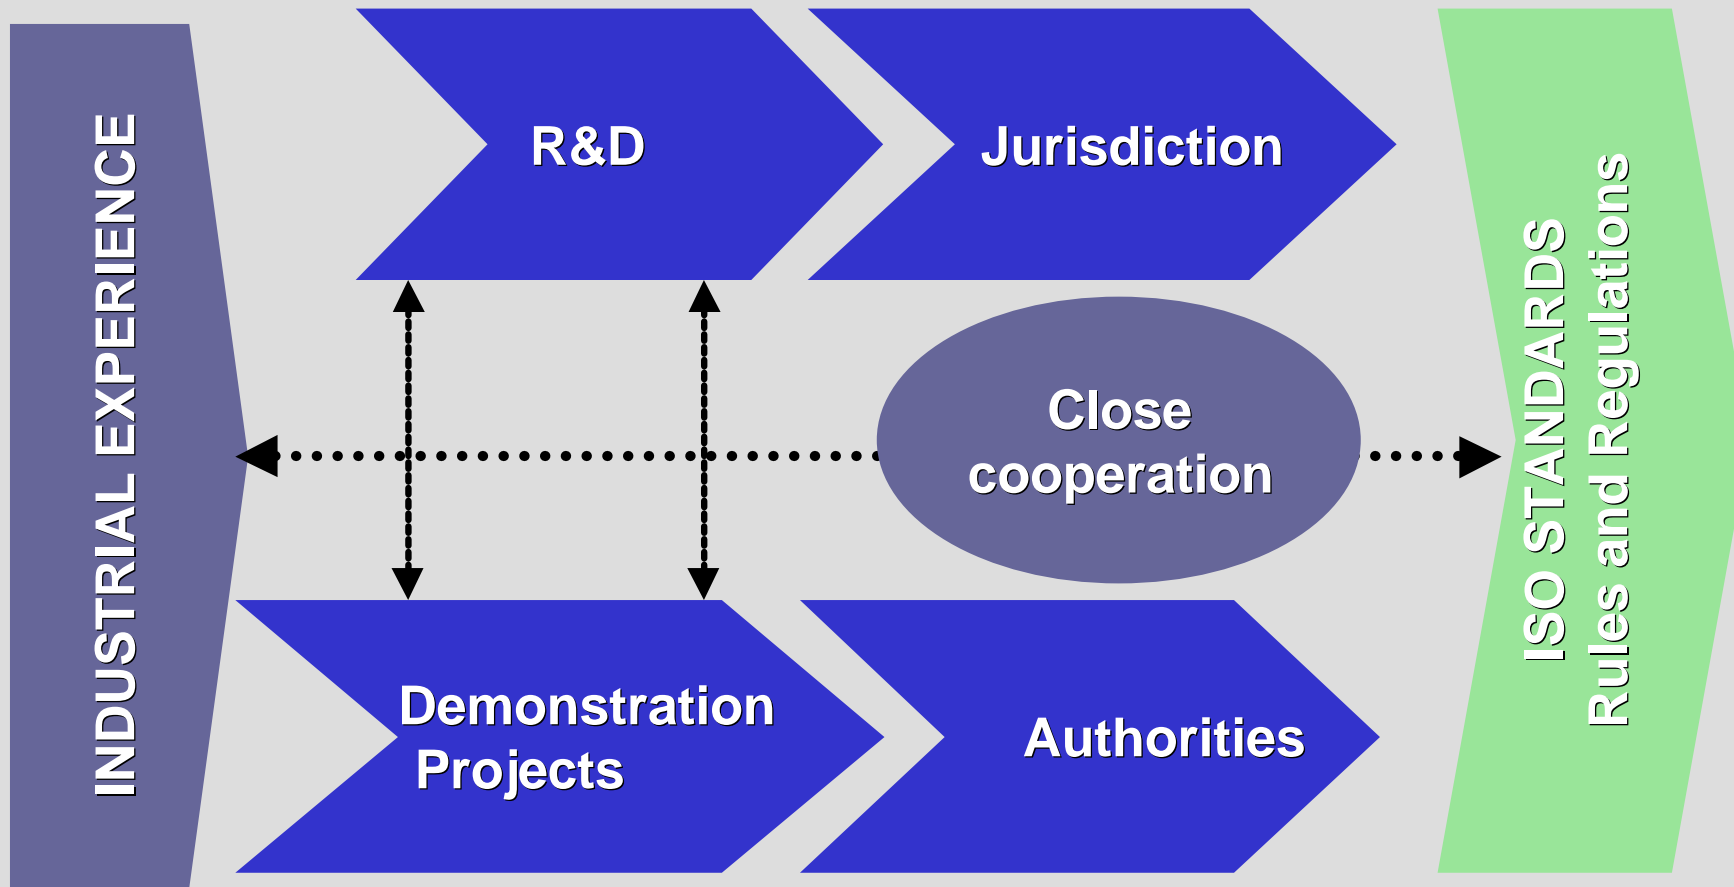 INDUSTRIAL EXPERIENCE
R&D
Jurisdiction
Close
cooperation
Demonstration
Projects
Authorities
ISO STANDARDS
Rules and Regulations